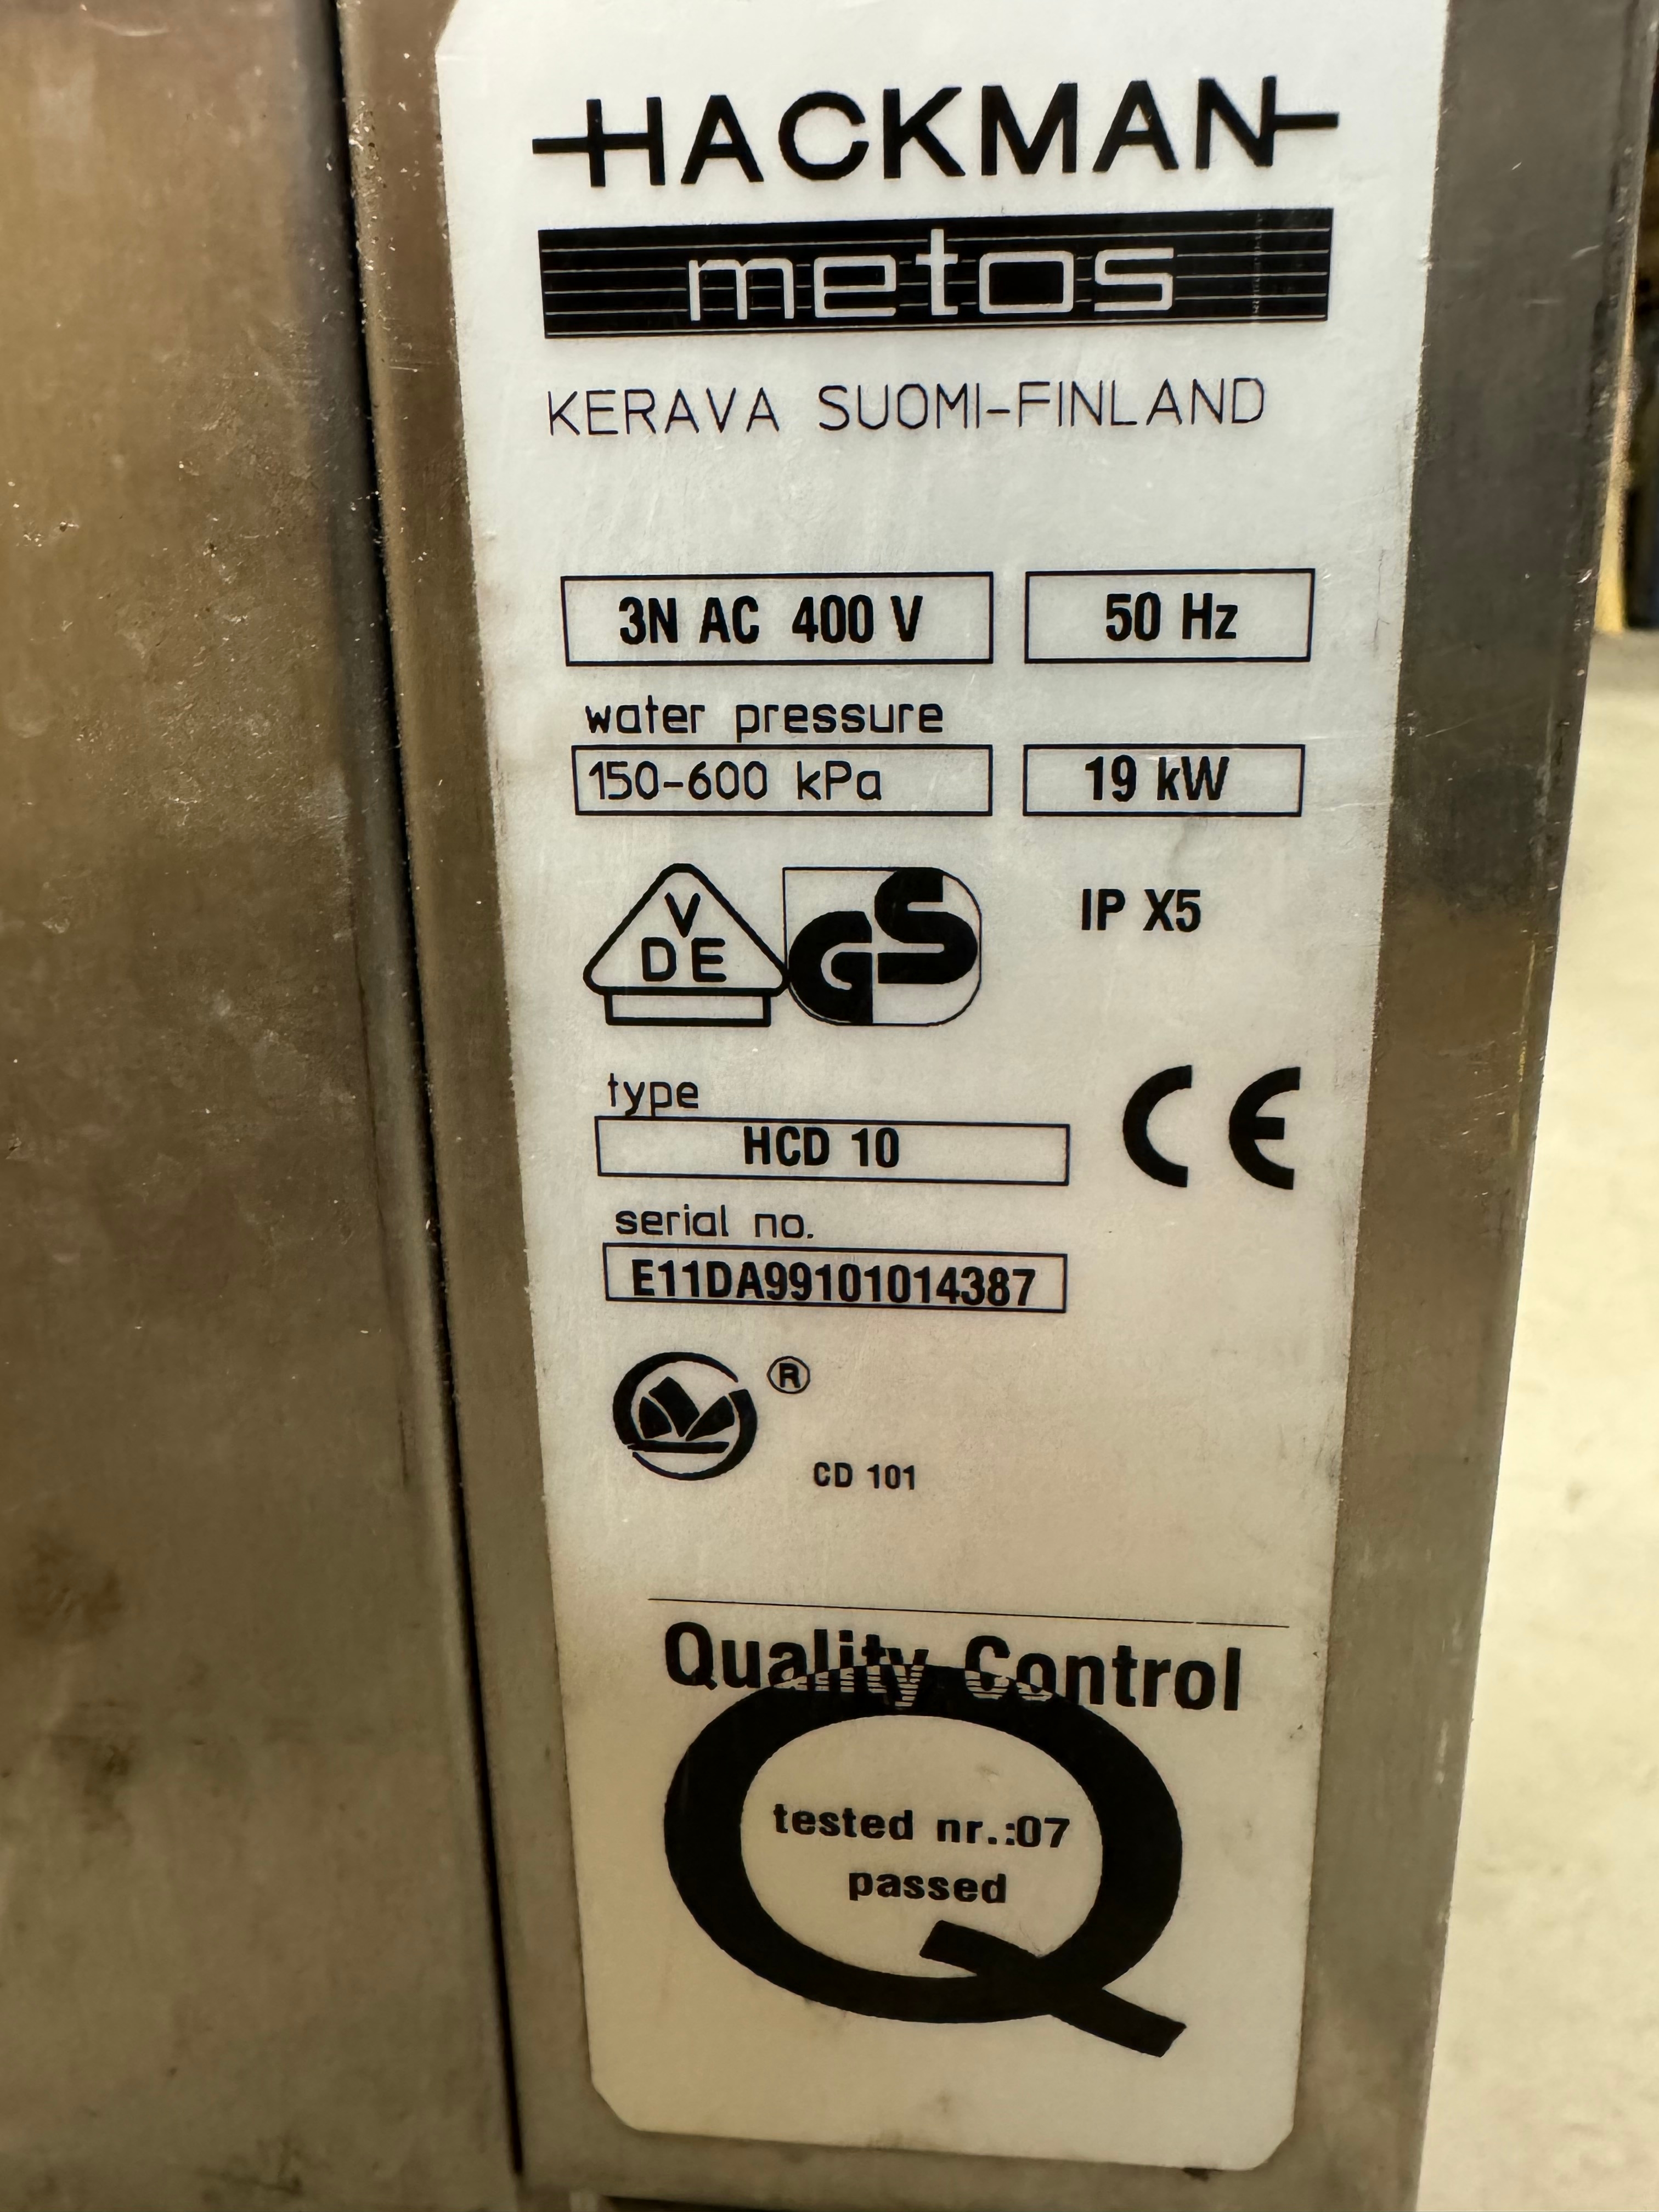 HACKMAN
metos
KERAVA SUOMI-FINLAND
3N AC 400 V 50 Hz
water pressure
150-600 kPa 19 kW
V
DE GS IP X5
type
HCD 10 CE
serial no.
E11DA99101014387
®
CD 101
Quality Control
Q
tested nr.:07
passed